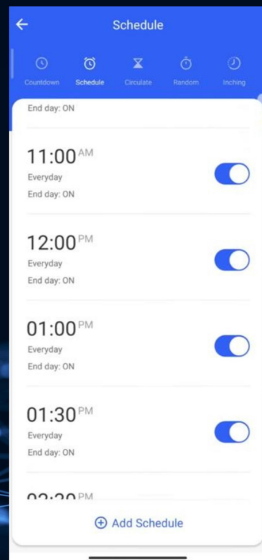 Schedule
Countdown Schedule Circulate Random Inching
End day: ON
11:00 AM
Everyday
End day: ON
12:00 PM
Everyday
End day: ON
01:00 PM
Everyday
End day: ON
01:30 PM
Everyday
End day: ON
PM
Add Schedule